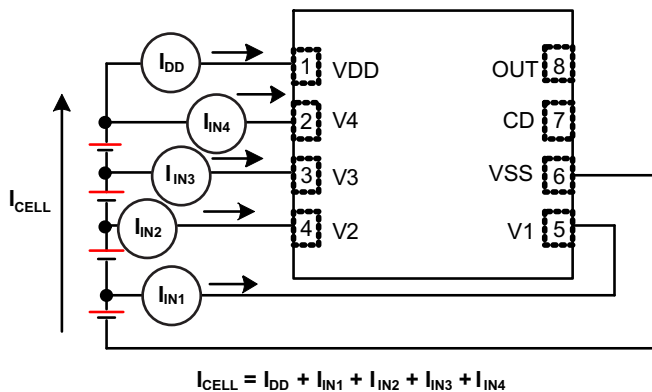 I_DD
1 VDD
OUT 8
I_IN4
2 V4
CD 7
I_IN3
3 V3
VSS 6
I_CELL
I_IN2
4 V2
V1 5
I_IN1
I_CELL = I_DD + I_IN1 + I_IN2 + I_IN3 + I_IN4